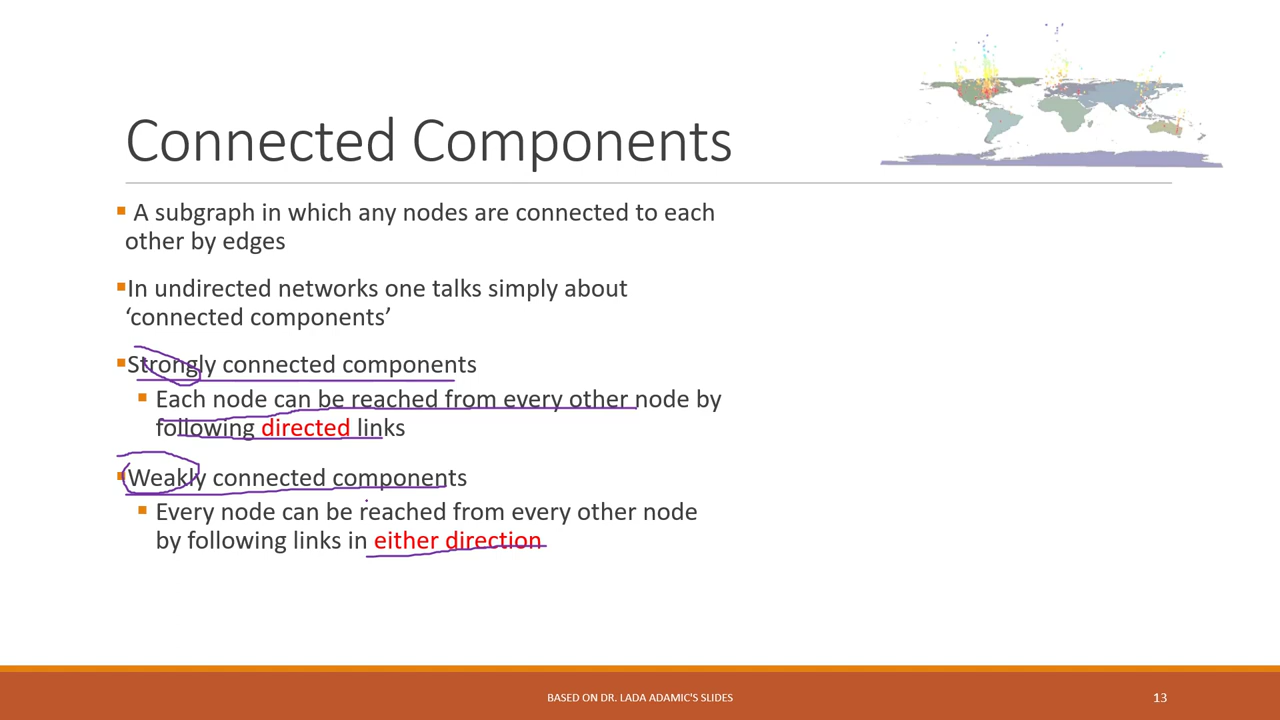 Connected Components
▪ A subgraph in which any nodes are connected to each
other by edges
▪In undirected networks one talks simply about
‘connected components’
▪Strongly connected components
▪ Each node can be reached from every other node by
following directed links
▪Weakly connected components
▪ Every node can be reached from every other node
by following links in either direction
BASED ON DR. LADA ADAMIC'S SLIDES
13